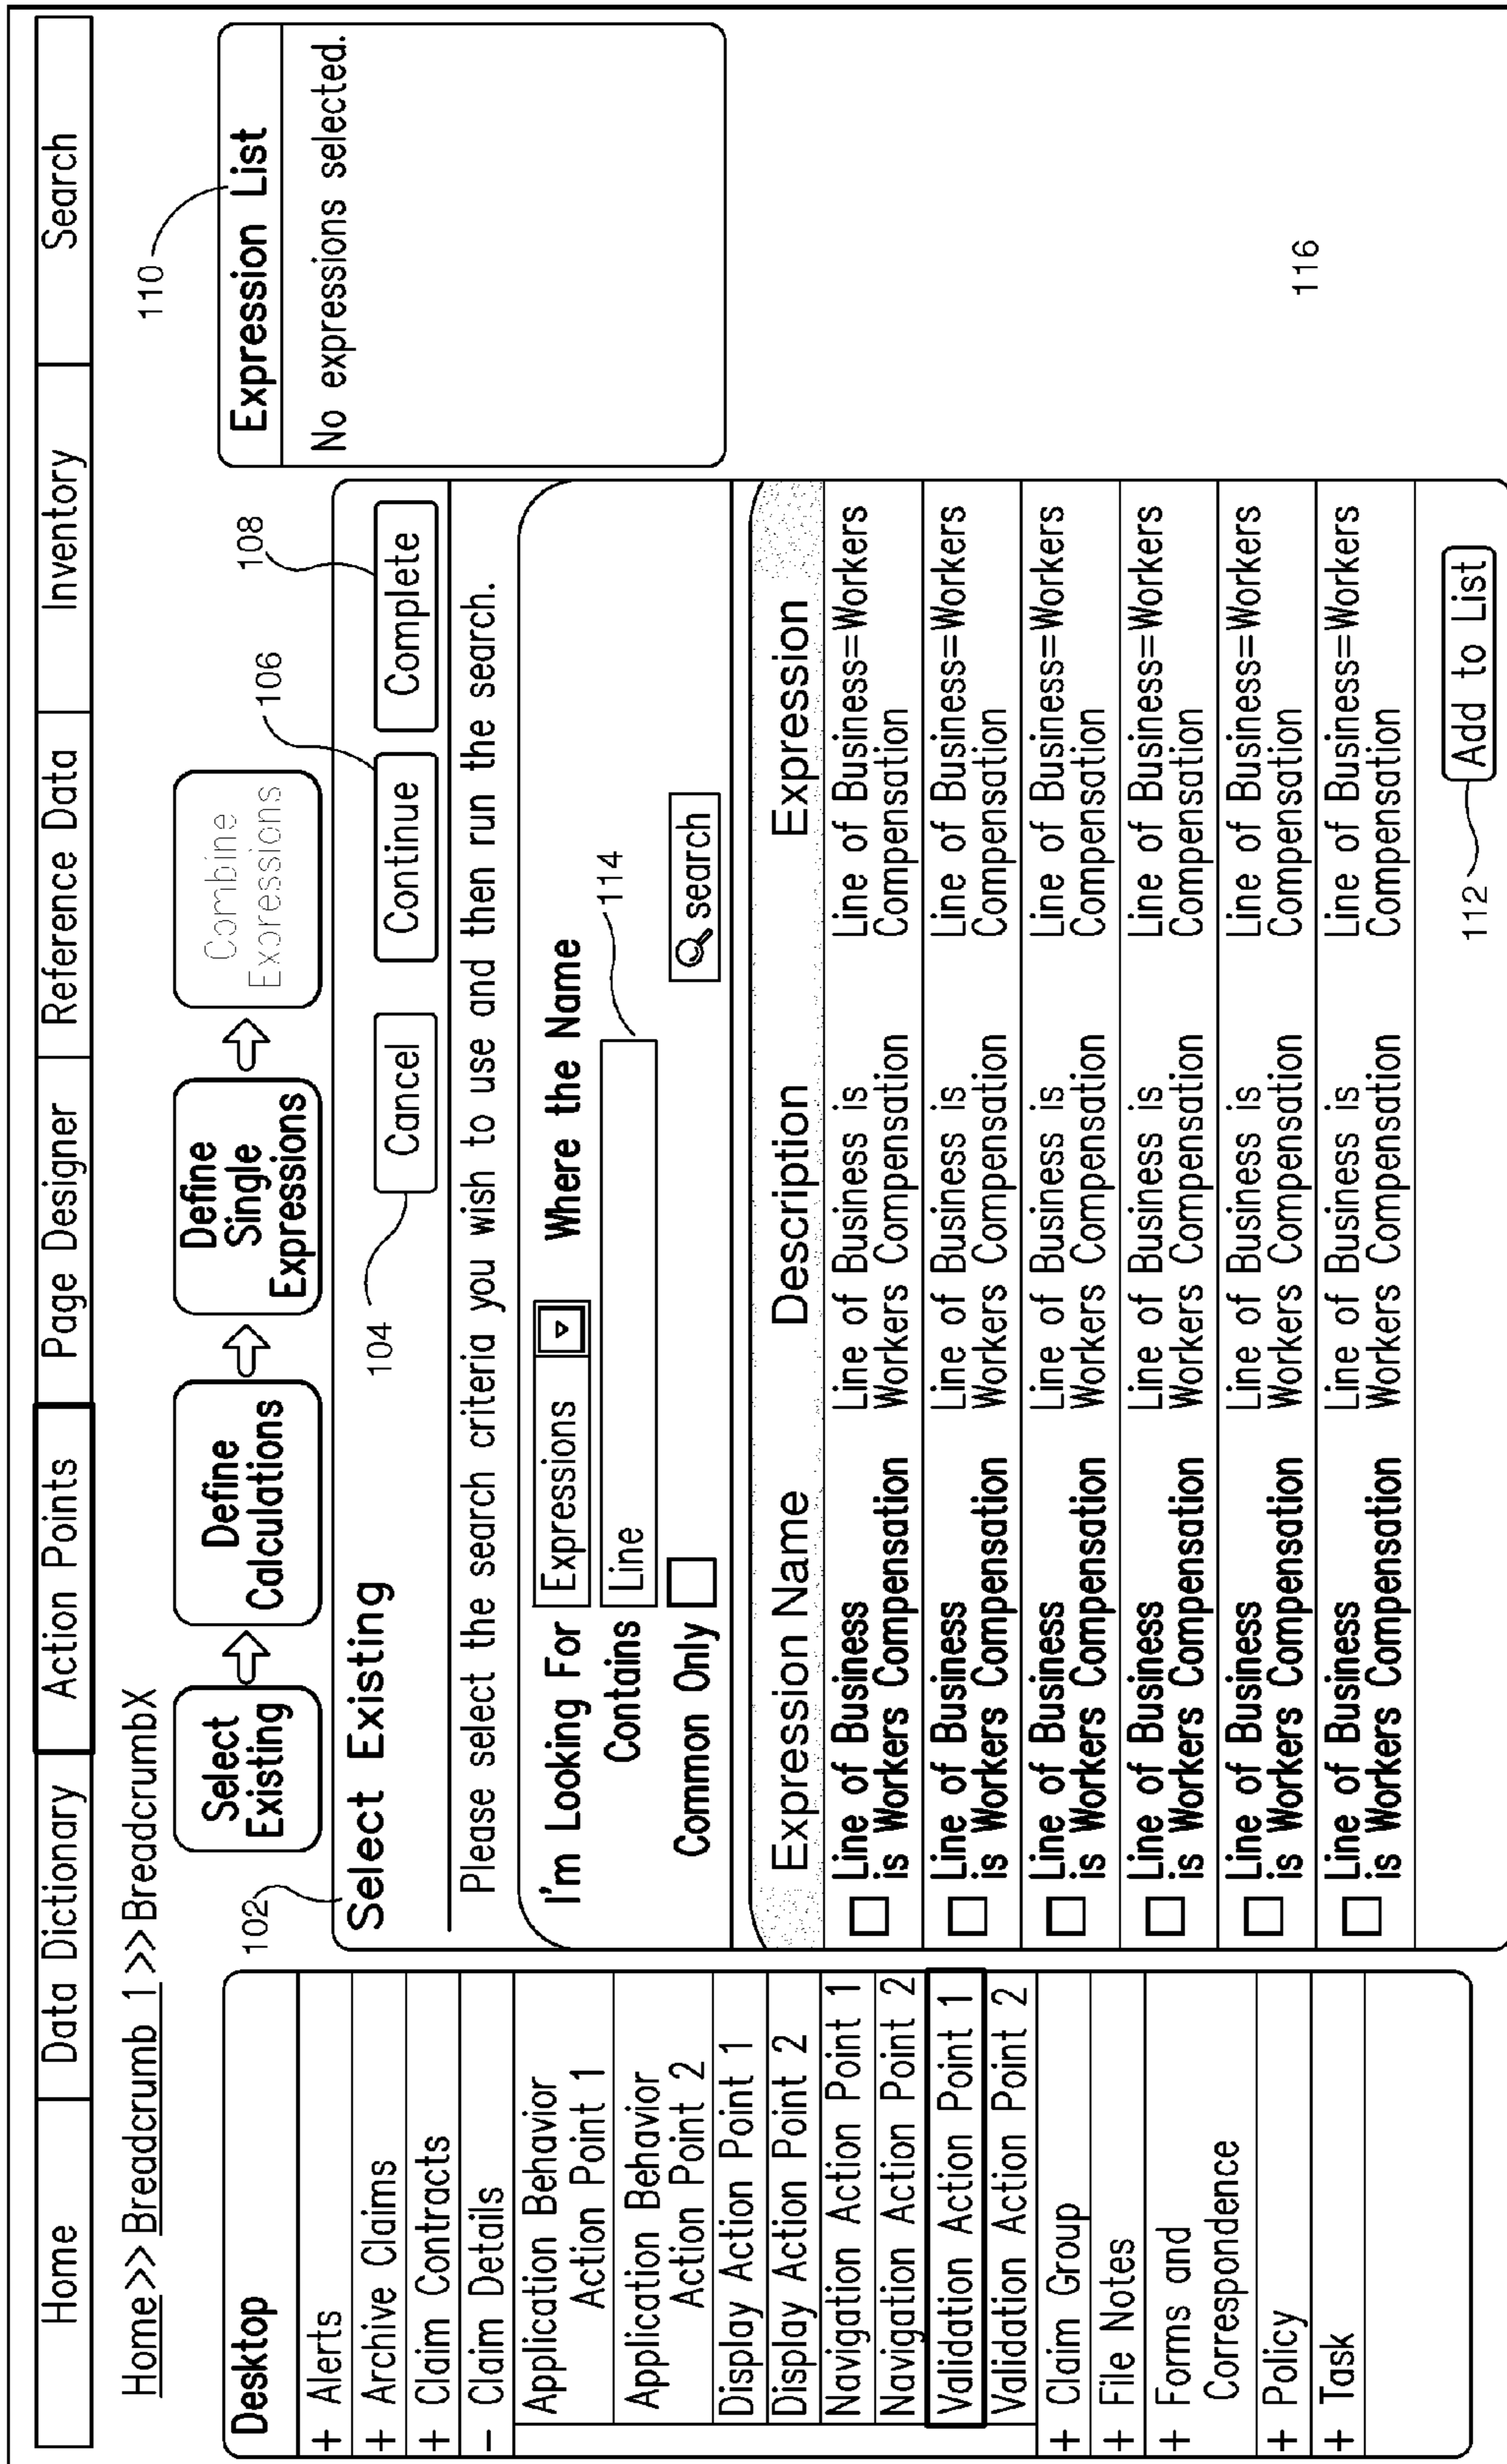 Home Data Dictionary Action Points Page Designer Reference Data Inventory Search
Home>> Breadcrumb 1 >>BreadcrumbX
110
Desktop
+ Alerts
+ Archive Claims
+ Claim Contracts
- Claim Details
Application Behavior
Action Point 1
Application Behavior
Action Point 2
Display Action Point 1
Display Action Point 2
Navigation Action Point 1
Navigation Action Point 2
Validation Action Point 1
Validation Action Point 2
+ Claim Group
+ File Notes
+ Forms and
Correspondence
+ Policy
+ Task
Select
Existing
Define
Calculations
Define
Single
Expressions
Combine
Expressions
102
108
106
Select Existing
Cancel
Continue
Complete
104
Please select the search criteria you wish to use and then run the search.
I'm Looking For Expressions Where the Name
Contains Line
114
Common Only
search
Expression Name Description Expression
Line of Business Line of Business is Line of Business=Workers
is Workers Compensation Workers Compensation Compensation
Line of Business Line of Business is Line of Business=Workers
is Workers Compensation Workers Compensation Compensation
Line of Business Line of Business is Line of Business=Workers
is Workers Compensation Workers Compensation Compensation
Line of Business Line of Business is Line of Business=Workers
is Workers Compensation Workers Compensation Compensation
Line of Business Line of Business is Line of Business=Workers
is Workers Compensation Workers Compensation Compensation
Line of Business Line of Business is Line of Business=Workers
is Workers Compensation Workers Compensation Compensation
112
Add to List
Expression List
No expressions selected.
116